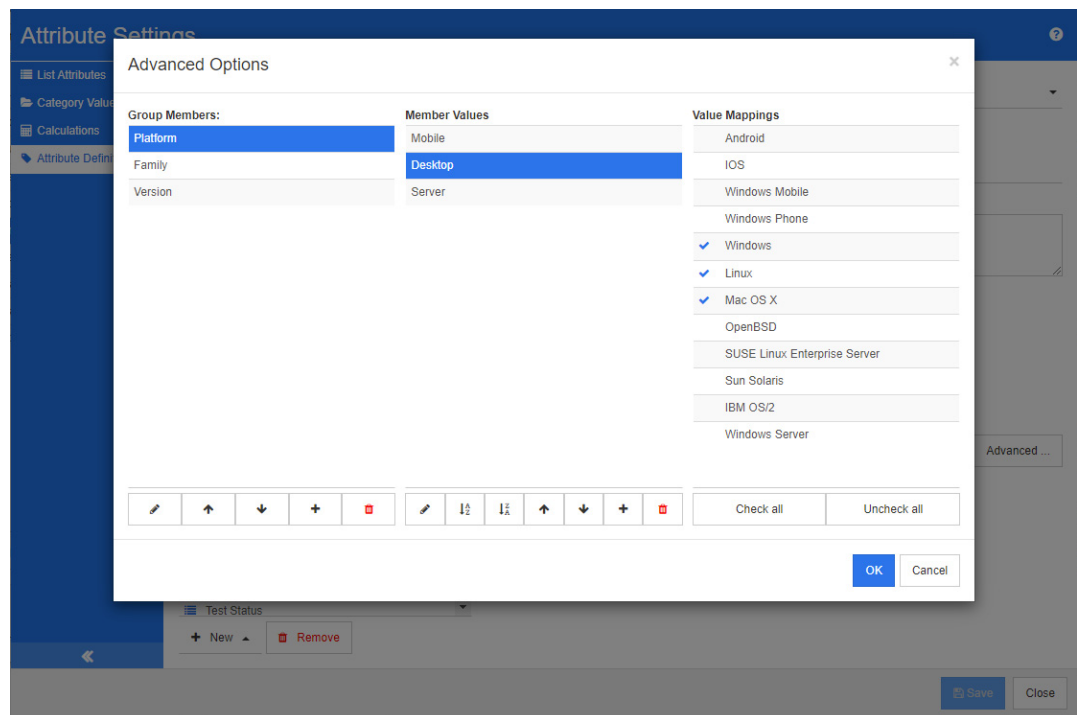 Attribute Settings
List Attributes
Category Value
Calculations
Attribute Defini
Advanced Options
×
Group Members:
Platform
Family
Version
Member Values
Mobile
Desktop
Server
Value Mappings
Android
IOS
Windows Mobile
Windows Phone
Windows
Linux
Mac OS X
OpenBSD
SUSE Linux Enterprise Server
Sun Solaris
IBM OS/2
Windows Server
Check all
Uncheck all
OK
Cancel
Advanced ...
Test Status
New
Remove
Save
Close